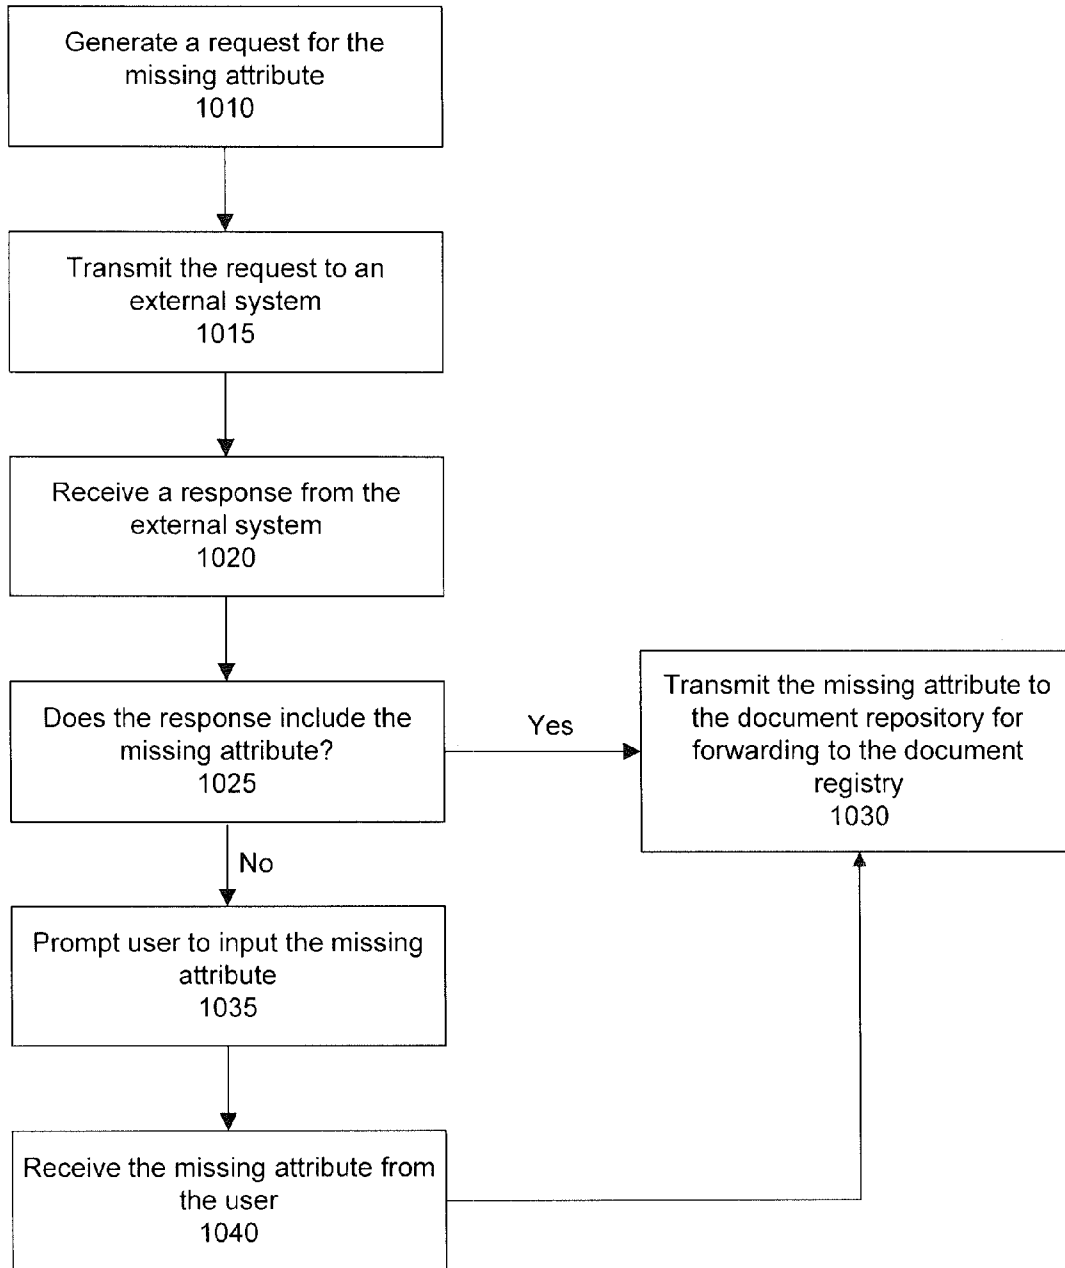 Generate a request for the
missing attribute
1010
Transmit the request to an
external system
1015
Receive a response from the
external system
1020
Does the response include the
missing attribute?
1025
Yes
Transmit the missing attribute to
the document repository for
forwarding to the document
registry
1030
No
Prompt user to input the missing
attribute
1035
Receive the missing attribute from
the user
1040